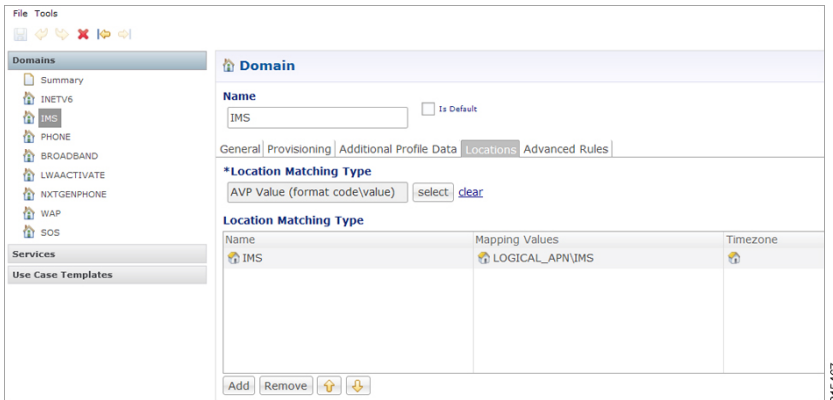 File Tools
Domains
Summary
INETV6
IMS
PHONE
BROADBAND
LWAACTIVATE
NXTGENPHONE
WAP
SOS
Services
Use Case Templates
Domain
Name
IMS
Is Default
General Provisioning Additional Profile Data Locations Advanced Rules
*Location Matching Type
AVP Value (format code\value) select clear
Location Matching Type
Name Mapping Values Timezone
IMS LOGICAL_APN\IMS
Add Remove